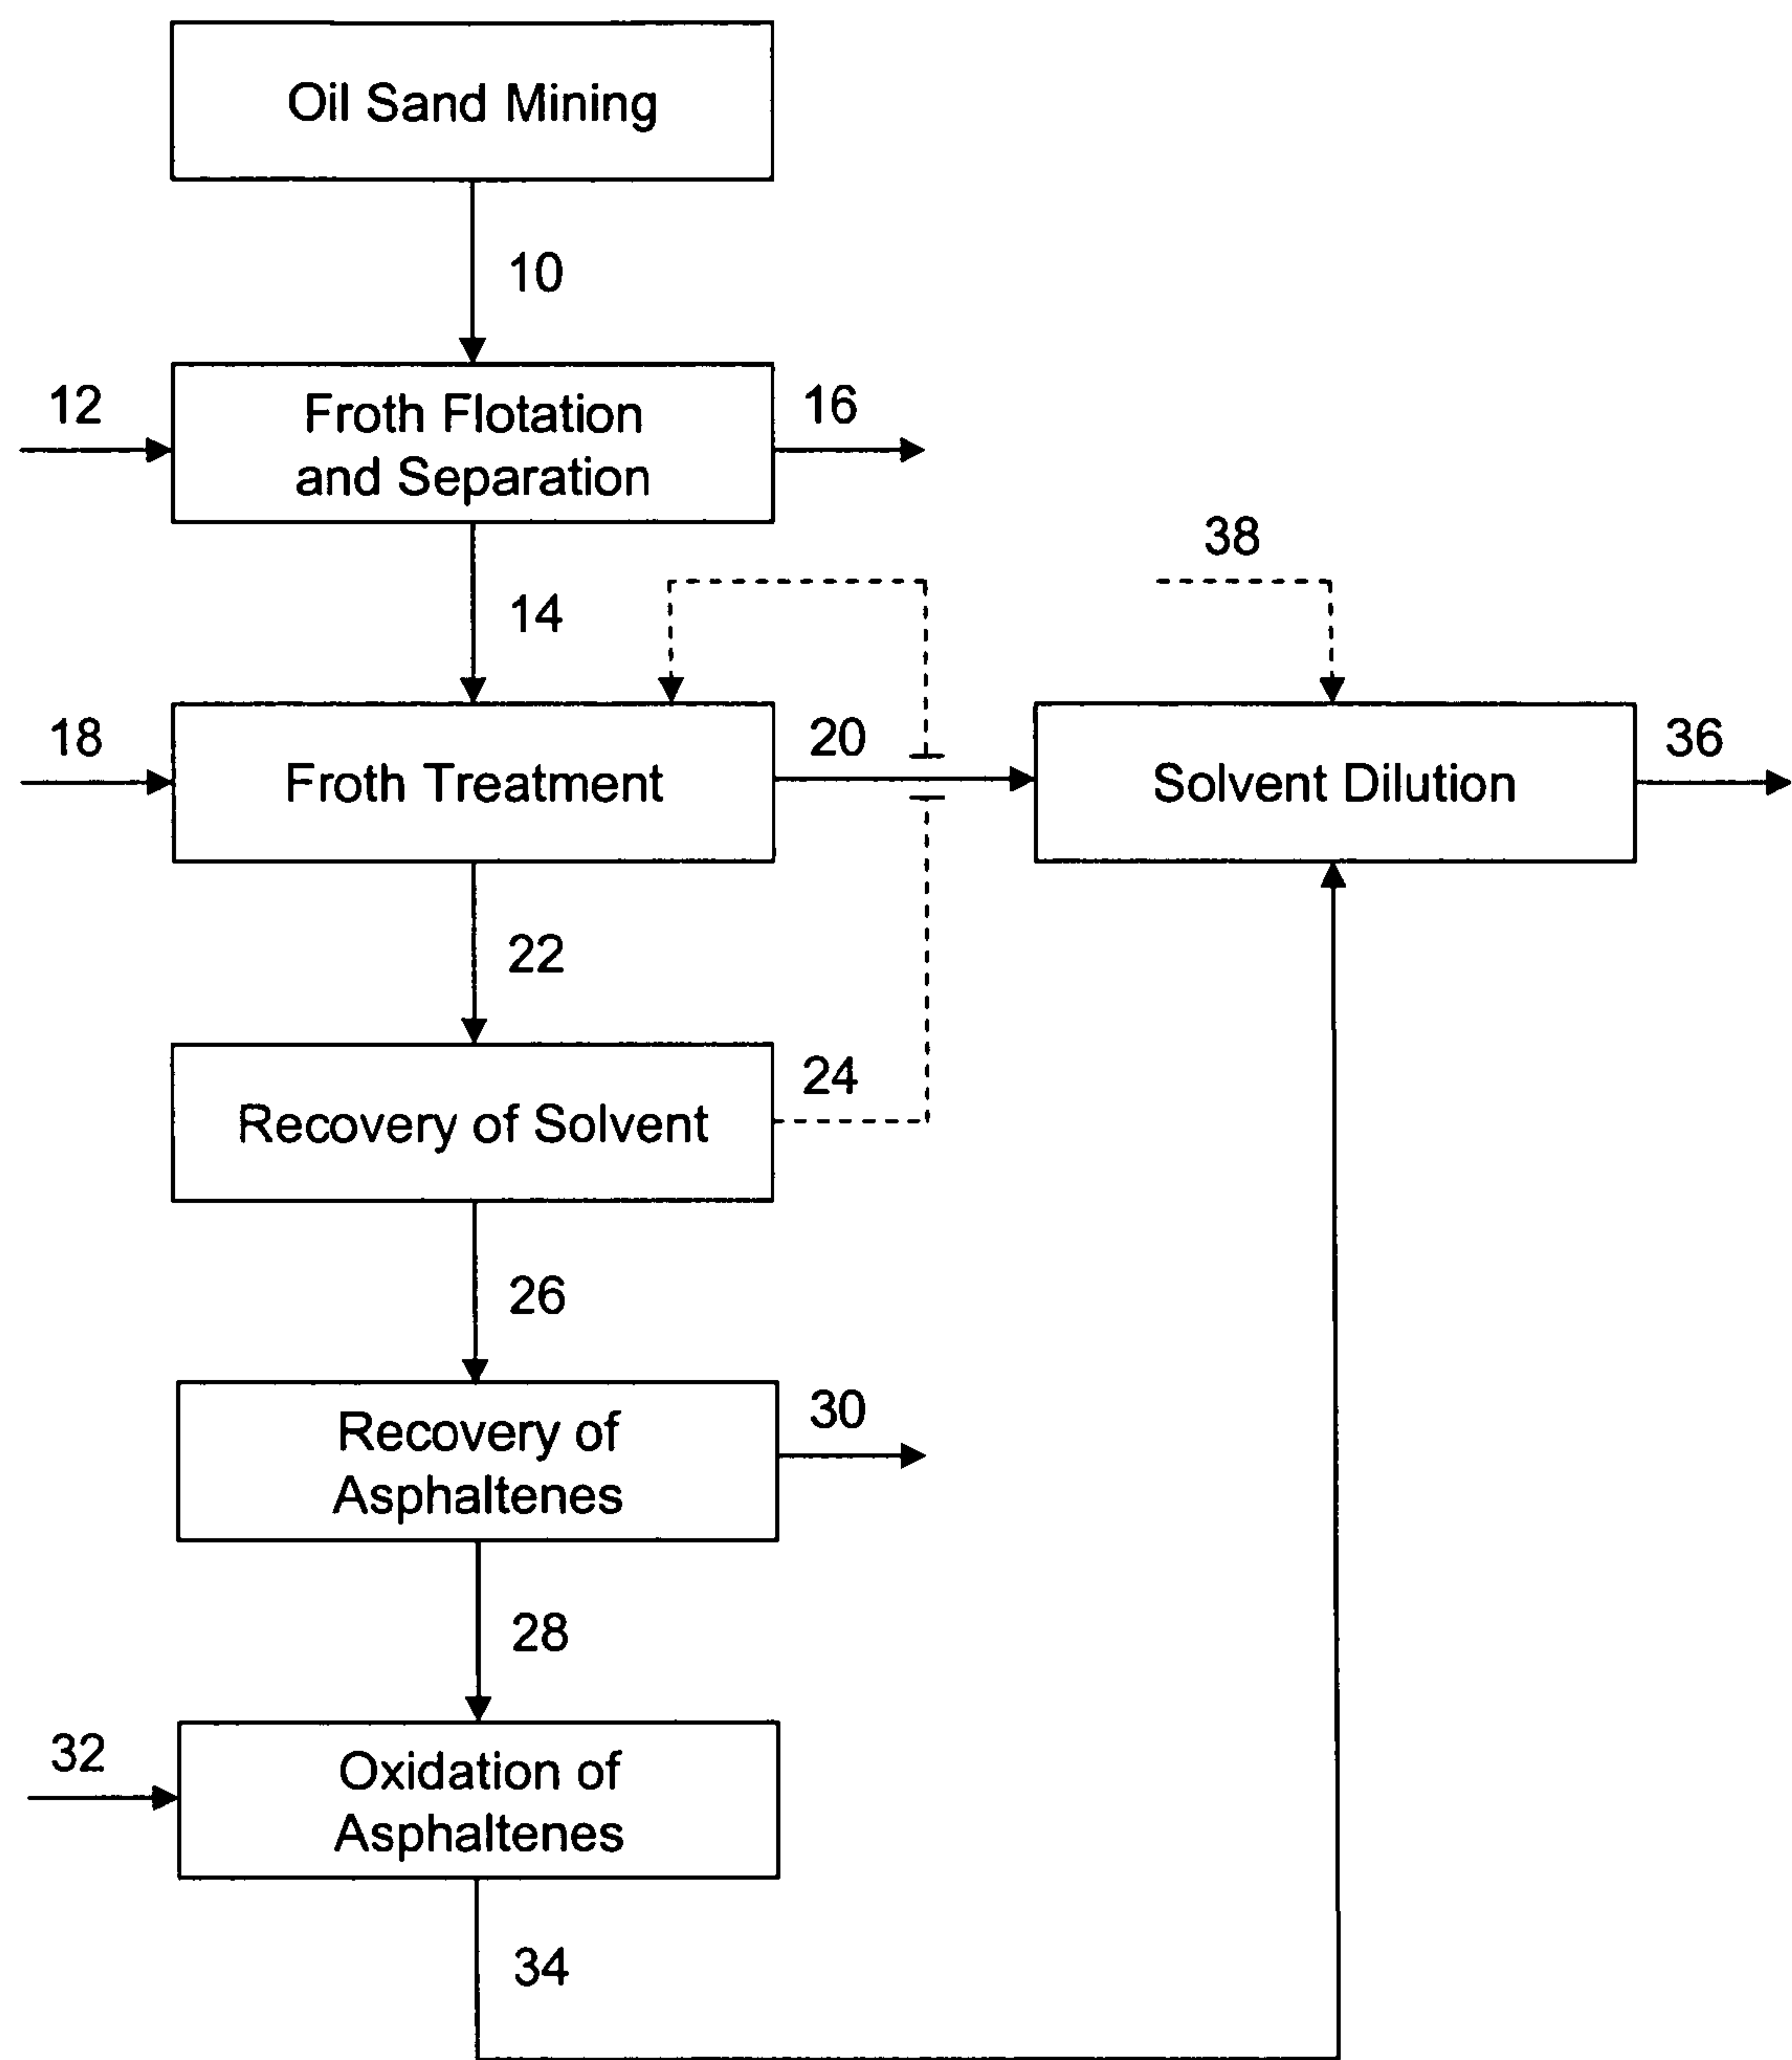 Oil Sand Mining
10
12
Froth Flotation
and Separation
16
14
38
18
Froth Treatment
20
Solvent Dilution
36
22
Recovery of Solvent
24
26
Recovery of
Asphaltenes
30
28
32
Oxidation of
Asphaltenes
34